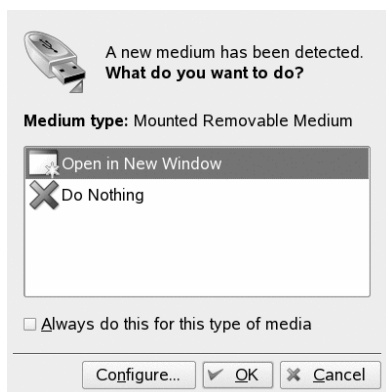 A new medium has been detected.
What do you want to do?
Medium type: Mounted Removable Medium
Open in New Window
Do Nothing
Always do this for this type of media
Configure... OK Cancel